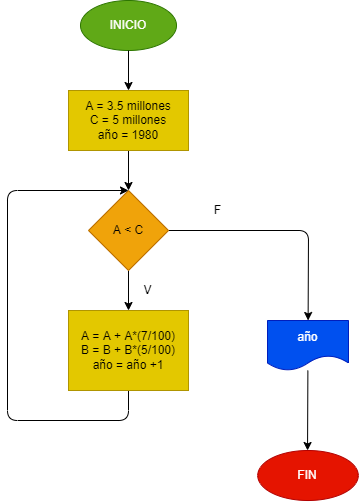 INICIO
A = 3.5 millones
C = 5 millones
año = 1980
A < C
F
V
A = A + A*(7/100)
B = B + B*(5/100)
año = año +1
año
FIN